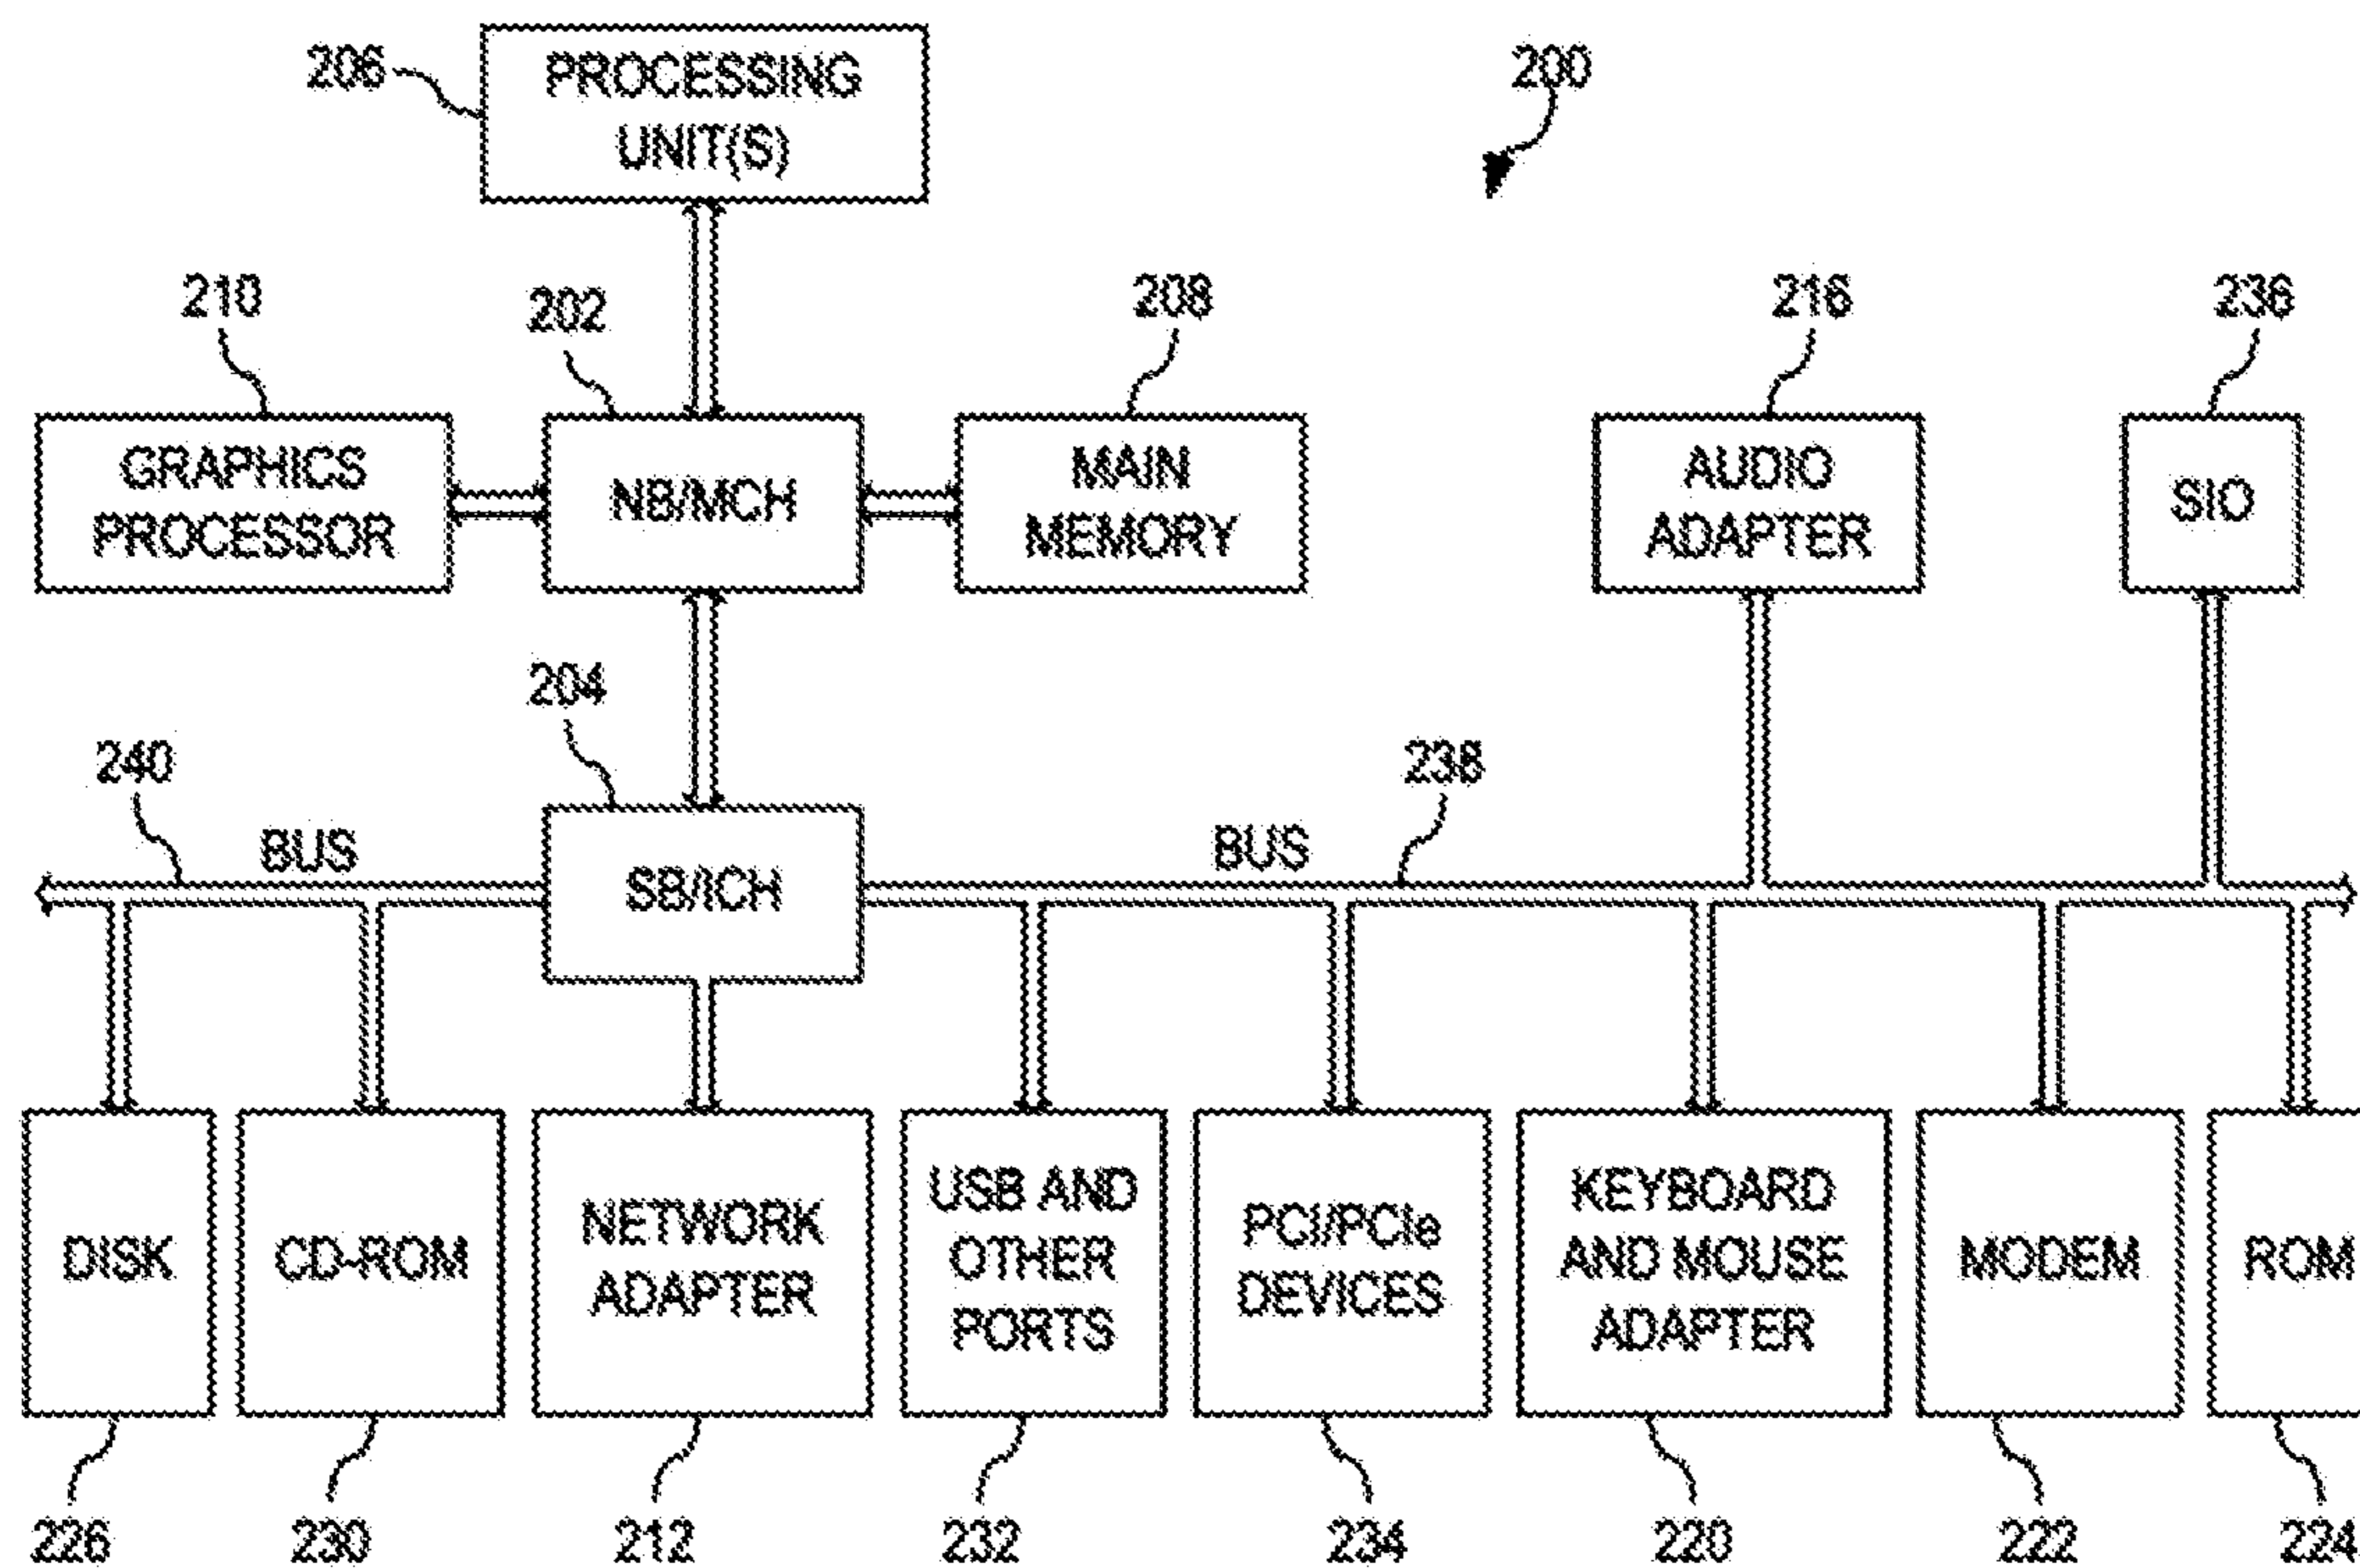 206
PROCESSING
UNIT(S)
200
210
202
208
216
236
GRAPHICS
PROCESSOR
NB/MCH
MAIN
MEMORY
AUDIO
ADAPTER
SIO
204
240
238
BUS
BUS
SB/ICH
DISK
CD-ROM
NETWORK
ADAPTER
USB AND
OTHER
PORTS
PCI/PCIe
DEVICES
KEYBOARD
AND MOUSE
ADAPTER
MODEM
ROM
226
230
212
232
234
220
222
224